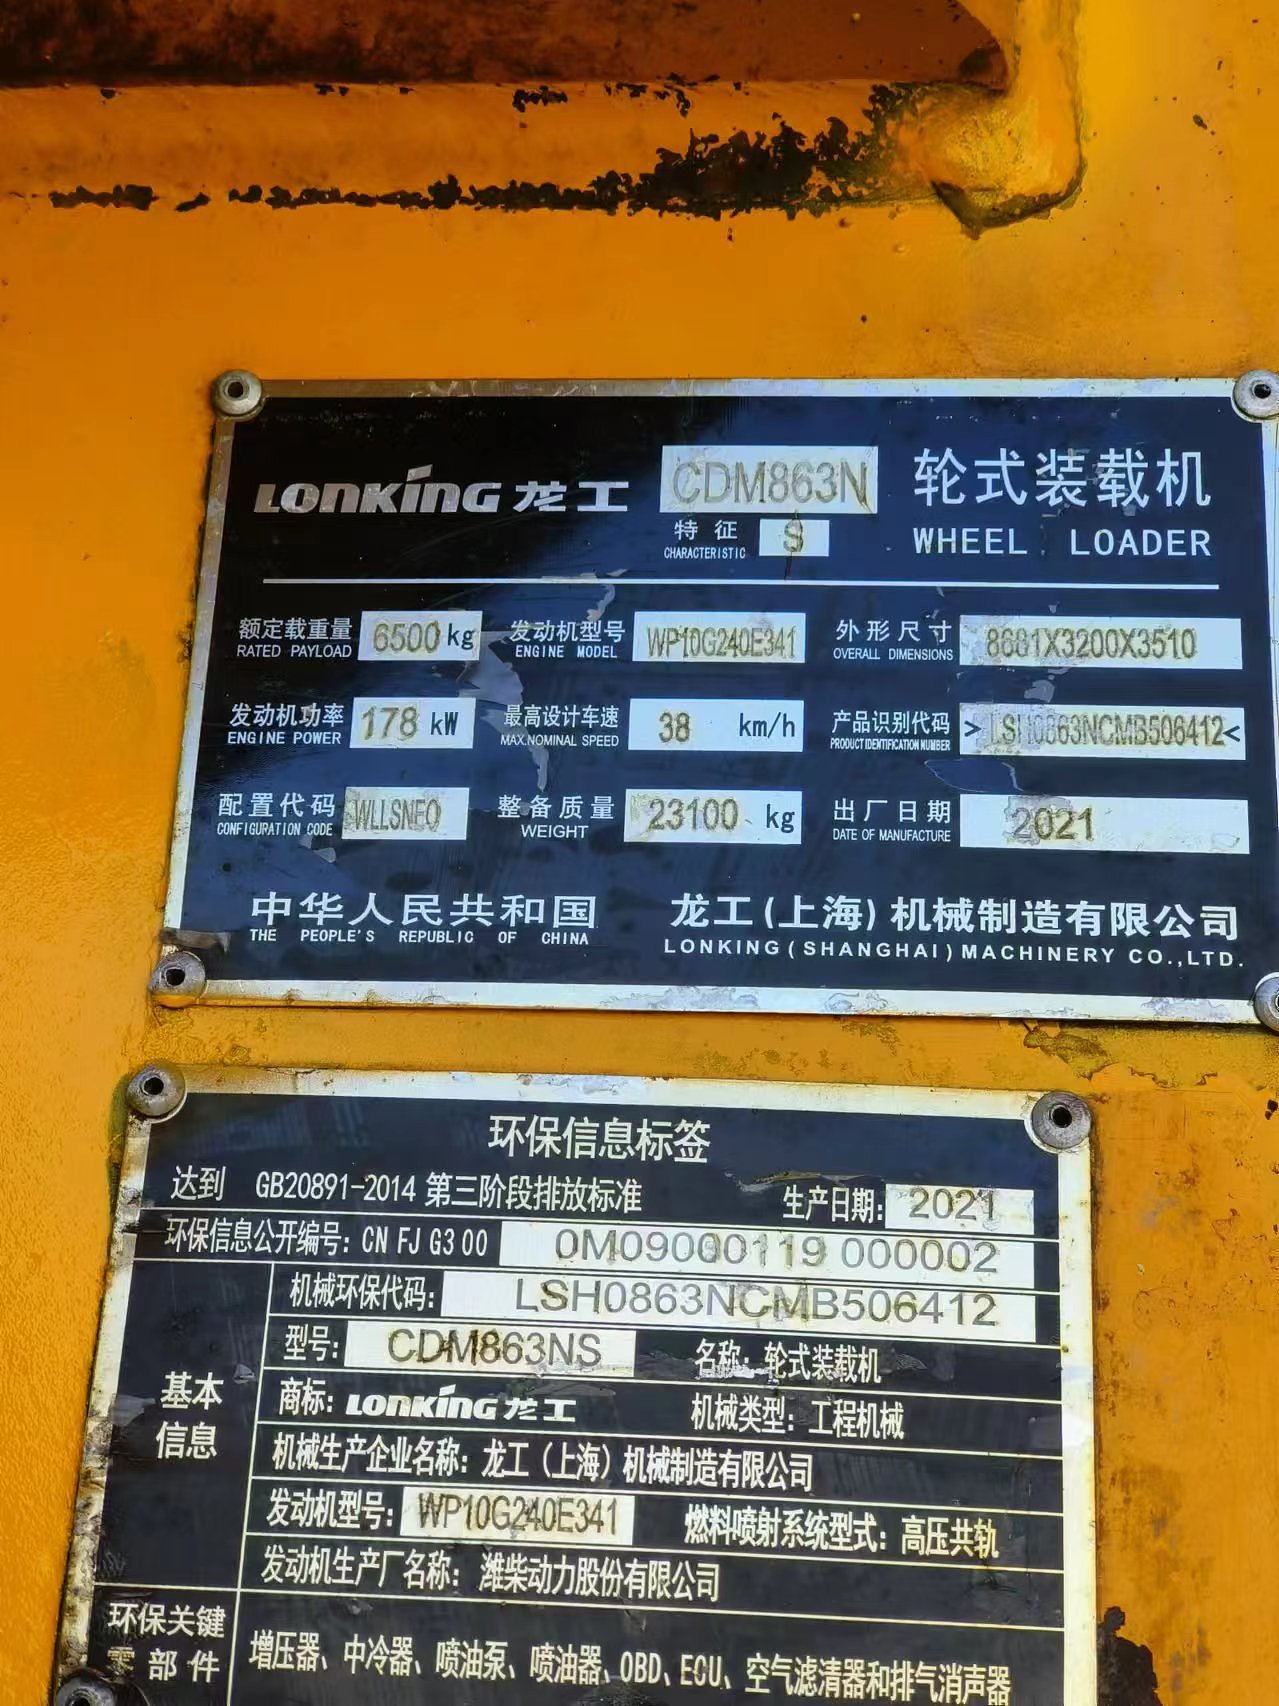 LONKING 龙工 CDM863N 轮式装载机
特征 S
CHARACTERISTIC WHEEL LOADER
额定载重量 6500 kg 发动机型号 WP10G240E341 外形尺寸 8681X3200X3510
RATED PAYLOAD ENGINE MODEL OVERALL DIMENSIONS
发动机功率 178 kW 最高设计车速 38 km/h 产品识别代码 >LSH0863NCMB506412<
ENGINE POWER MAX.NOMINAL SPEED PRODUCT IDENTIFICATION NUMBER
配置代码 WLLSNE0 整备质量 23100 kg 出厂日期 2021
CONFIGURATION CODE WEIGHT DATE OF MANUFACTURE
中华人民共和国 龙工(上海)机械制造有限公司
THE PEOPLE'S REPUBLIC OF CHINA LONKING(SHANGHAI)MACHINERY CO.,LTD.
环保信息标签
达到 GB20891-2014 第三阶段排放标准 生产日期: 2021
环保信息公开编号: CN FJ G3 00 0M09000119 000002
机械环保代码: LSH0863NCMB506412
型号: CDM863NS 名称: 轮式装载机
基本
信息
商标: LONKING 龙工 机械类型: 工程机械
机械生产企业名称: 龙工(上海)机械制造有限公司
发动机型号: WP10G240E341 燃料喷射系统型式: 高压共轨
发动机生产厂名称: 潍柴动力股份有限公司
环保关键
零部件
增压器、中冷器、喷油泵、喷油器、OBD、ECU、空气滤清器和排气消声器